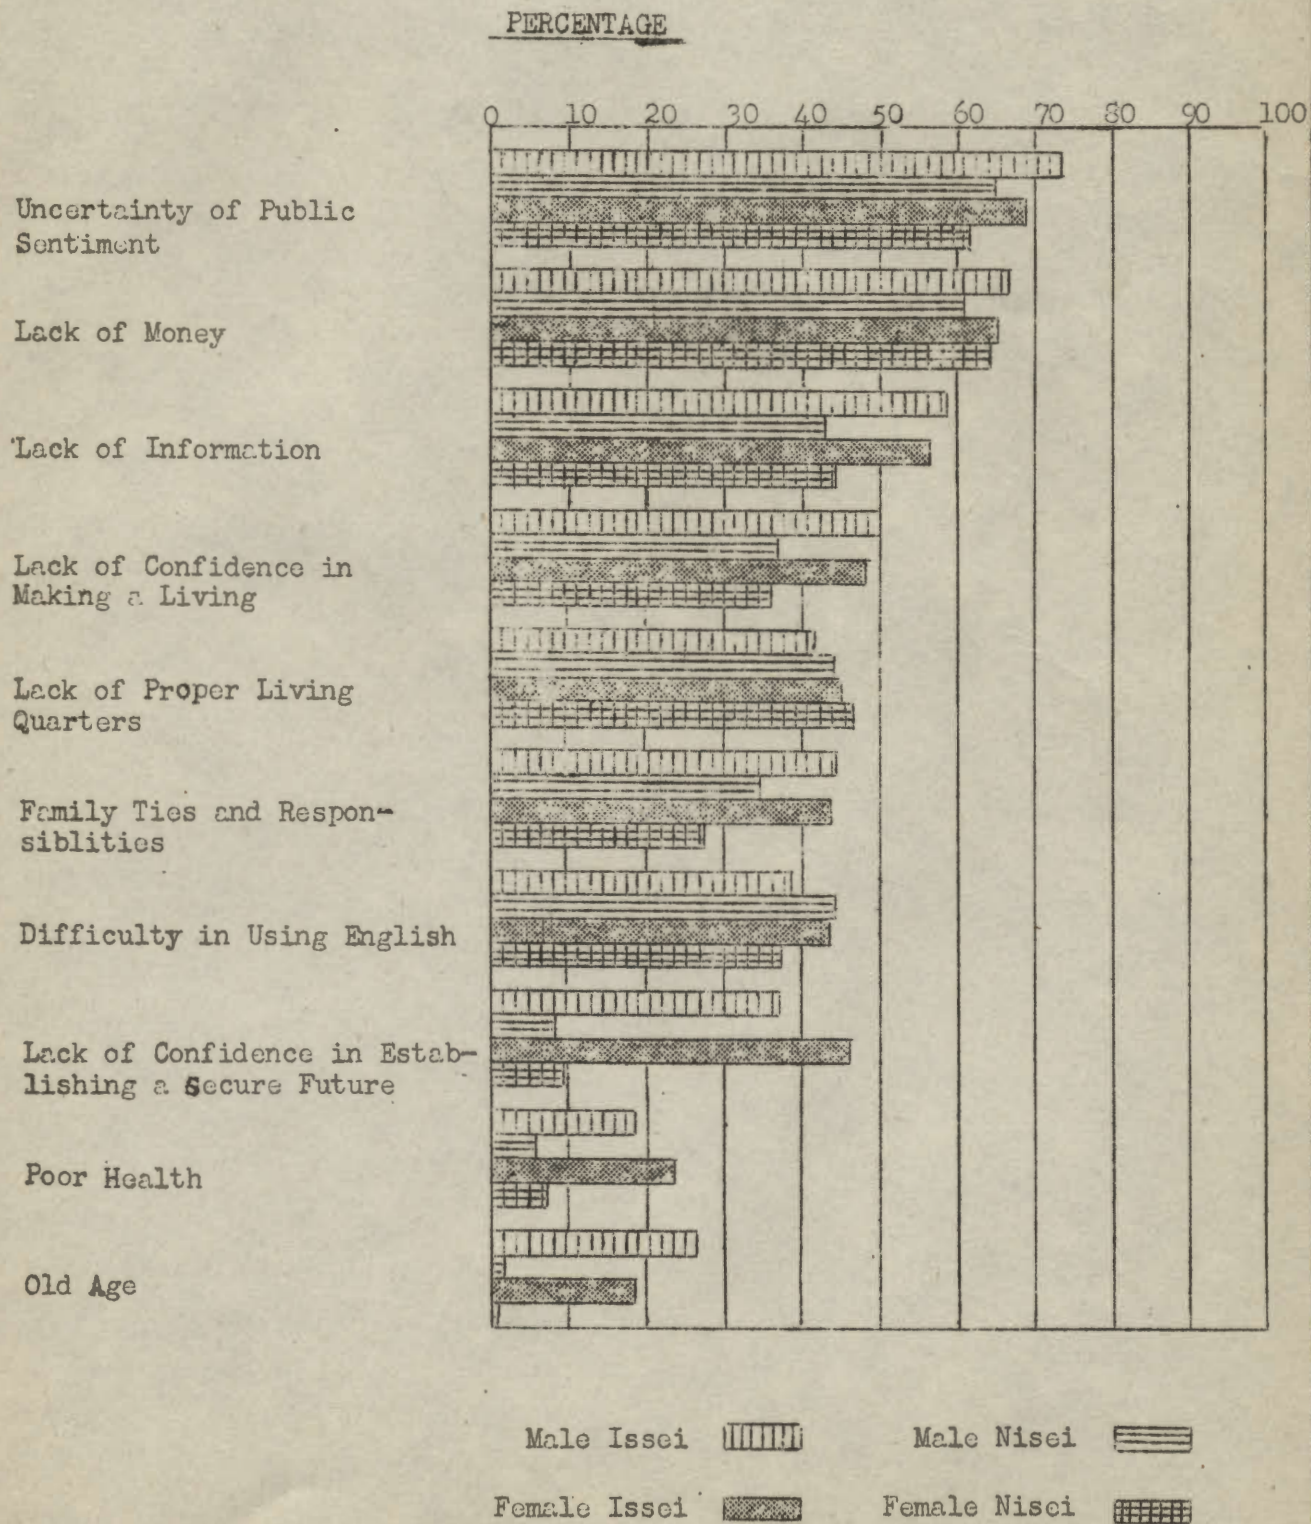 PERCENTAGE
0 10 20 30 40 50 60 70 80 90 100
Uncertainty of Public
Sentiment
Lack of Money
Lack of Information
Lack of Confidence in
Making a Living
Lack of Proper Living
Quarters
Family Ties and Respon-
siblities
Difficulty in Using English
Lack of Confidence in Estab-
lishing a Secure Future
Poor Health
Old Age
Male Issei Male Nisei
Female Issei Female Nisei